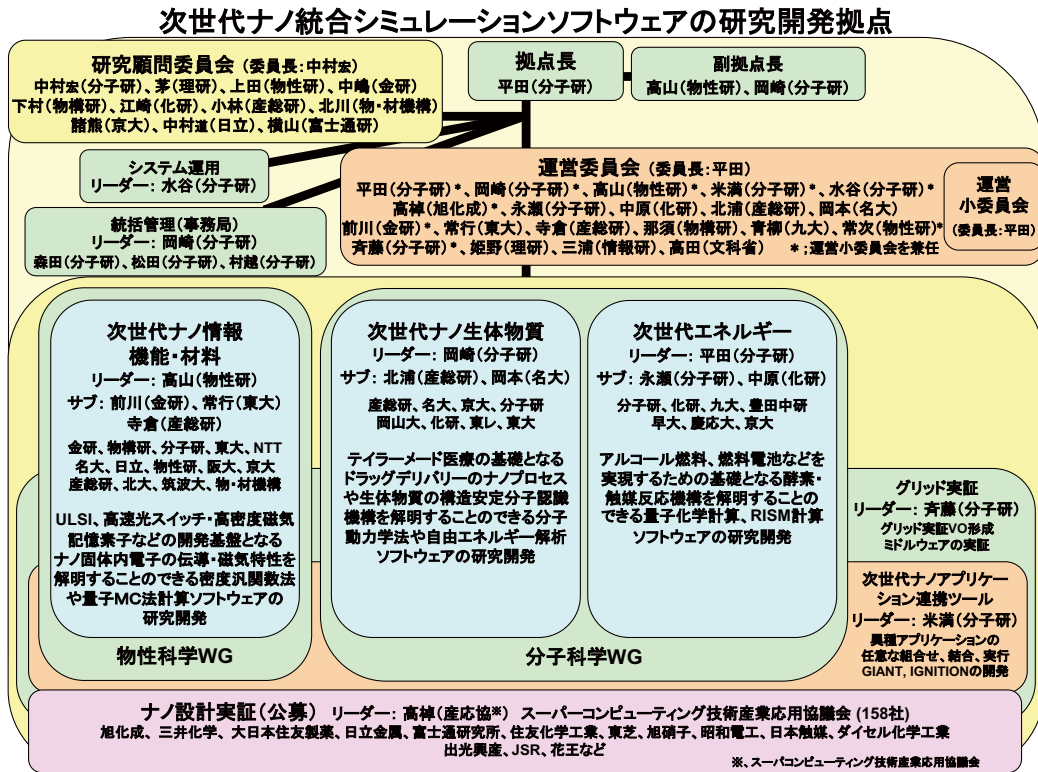 次世代ナノ統合シミュレーションソフトウェアの研究開発拠点
研究顧問委員会 (委員長:中村宏)
中村宏(分子研)、茅(理研)、上田(物性研)、中嶋(金研)
下村(物構研)、江崎(化研)、小林(産総研)、北川(物・材機構)
諸熊(京大)、中村道(日立)、横山(富士通研)
拠点長
平田(分子研)
副拠点長
高山(物性研)、岡崎(分子研)
システム運用
リーダー: 水谷(分子研)
統括管理(事務局)
リーダー: 岡崎(分子研)
森田(分子研)、松田(分子研)、村越(分子研)
運営委員会 (委員長:平田)
平田(分子研)*、岡崎(分子研)*、高山(物性研)*、米満(分子研)*、水谷(分子研)*
高棹(旭化成)*、永瀬(分子研)、中原(化研)、北浦(産総研)、岡本(名大)
前川(金研)*、常行(東大)、寺倉(産総研)、那須(物構研)、青柳(九大)、常次(物性研)*
斉藤(分子研)*、姫野(理研)、三浦(情報研)、高田(文科省) *;運営小委員会を兼任
運営
小委員会
(委員長:平田)
次世代ナノ情報
機能・材料
リーダー: 高山(物性研)
サブ: 前川(金研)、常行(東大)
寺倉(産総研)
金研、物構研、分子研、東大、NTT
名大、日立、物性研、阪大、京大
産総研、北大、筑波大、物・材機構
ULSI、高速光スイッチ・高密度磁気
記憶素子などの開発基盤となる
ナノ固体内電子の伝導・磁気特性を
解明することのできる密度汎関数法
や量子MC法計算ソフトウェアの
研究開発
物性科学WG
次世代ナノ生体物質
リーダー: 岡崎(分子研)
サブ: 北浦(産総研)、岡本(名大)
産総研、名大、京大、分子研
岡山大、化研、東レ、東大
テイラーメード医療の基礎となる
ドラッグデリバリーのナノプロセス
や生体物質の構造安定分子認識
機構を解明することのできる分子
動力学法や自由エネルギー解析
ソフトウェアの研究開発
次世代エネルギー
リーダー: 平田(分子研)
サブ: 永瀬(分子研)、中原(化研)
分子研、化研、九大、豊田中研
早大、慶応大、京大
アルコール燃料、燃料電池などを
実現するための基礎となる酵素・
触媒反応機構を解明することの
できる量子化学計算、RISM計算
ソフトウェアの研究開発
分子科学WG
グリッド実証
リーダー: 斉藤(分子研)
グリッド実証VO形成
ミドルウェアの実証
次世代ナノアプリケー
ション連携ツール
リーダー: 米満(分子研)
異種アプリケーションの
任意な組合せ、結合、実行
GIANT, IGNITIONの開発
ナノ設計実証(公募) リーダー: 高棹(産応協※) スーパーコンピューティング技術産業応用協議会 (158社)
旭化成、三井化学、大日本住友製薬、日立金属、富士通研究所、住友化学工業、東芝、旭硝子、昭和電工、日本触媒、ダイセル化学工業
出光興産、JSR、花王など
※、スーパコンピューティング技術産業応用協議会